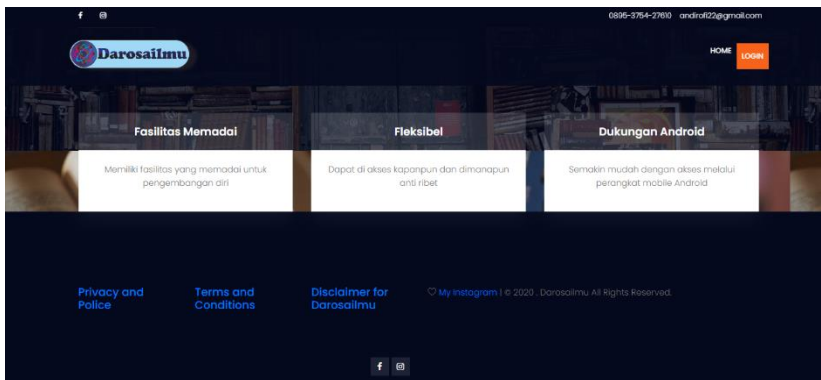 0895-3754-27610 andirofi22@gmail.com
Darosailmu
HOME LOGIN
Fasilitas Memadai
Memiliki fasilitas yang memadai untuk
pengembangan diri
Fleksibel
Dapat di akses kapanpun dan dimanapun
anti ribet
Dukungan Android
Semakin mudah dengan akses melalui
perangkat mobile Android
Privacy and
Police
Terms and
Conditions
Disclaimer for
Darosailmu
♡ My Instagram | © 2020 . Darosailmu All Rights Reserved.